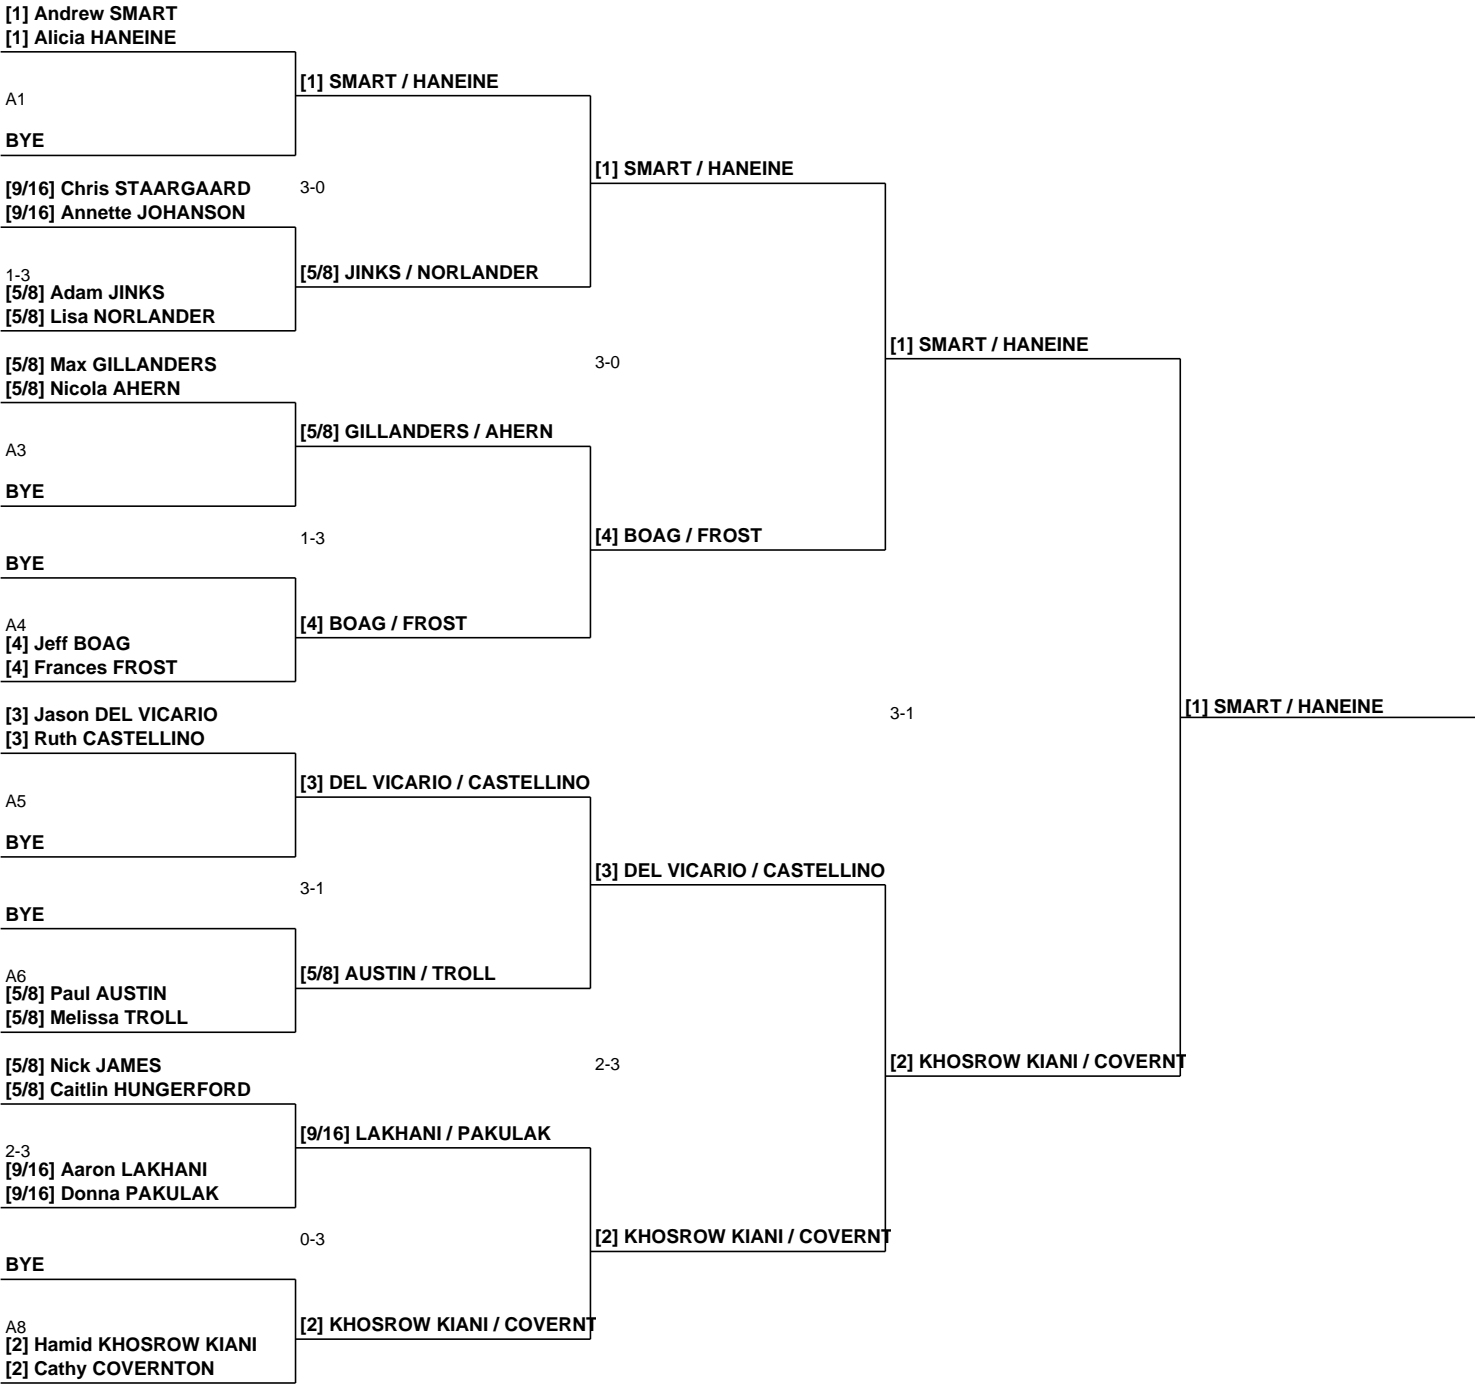 [1] Andrew SMART
[1] Alicia HANEINE
A1
BYE
[9/16] Chris STAARGAARD
[9/16] Annette JOHANSON
1-3
[5/8] Adam JINKS
[5/8] Lisa NORLANDER
[5/8] Max GILLANDERS
[5/8] Nicola AHERN
A3
BYE
BYE
A4
[4] Jeff BOAG
[4] Frances FROST
[3] Jason DEL VICARIO
[3] Ruth CASTELLINO
A5
BYE
BYE
A6
[5/8] Paul AUSTIN
[5/8] Melissa TROLL
[5/8] Nick JAMES
[5/8] Caitlin HUNGERFORD
2-3
[9/16] Aaron LAKHANI
[9/16] Donna PAKULAK
BYE
A8
[2] Hamid KHOSROW KIANI
[2] Cathy COVERNTON
[1] SMART / HANEINE
3-0
[5/8] JINKS / NORLANDER
[5/8] GILLANDERS / AHERN
1-3
[4] BOAG / FROST
[3] DEL VICARIO / CASTELLINO
3-1
[5/8] AUSTIN / TROLL
[9/16] LAKHANI / PAKULAK
0-3
[2] KHOSROW KIANI / COVERNT
[1] SMART / HANEINE
3-0
[4] BOAG / FROST
[3] DEL VICARIO / CASTELLINO
2-3
[2] KHOSROW KIANI / COVERNT
[1] SMART / HANEINE
3-1
[2] KHOSROW KIANI / COVERNT
[1] SMART / HANEINE